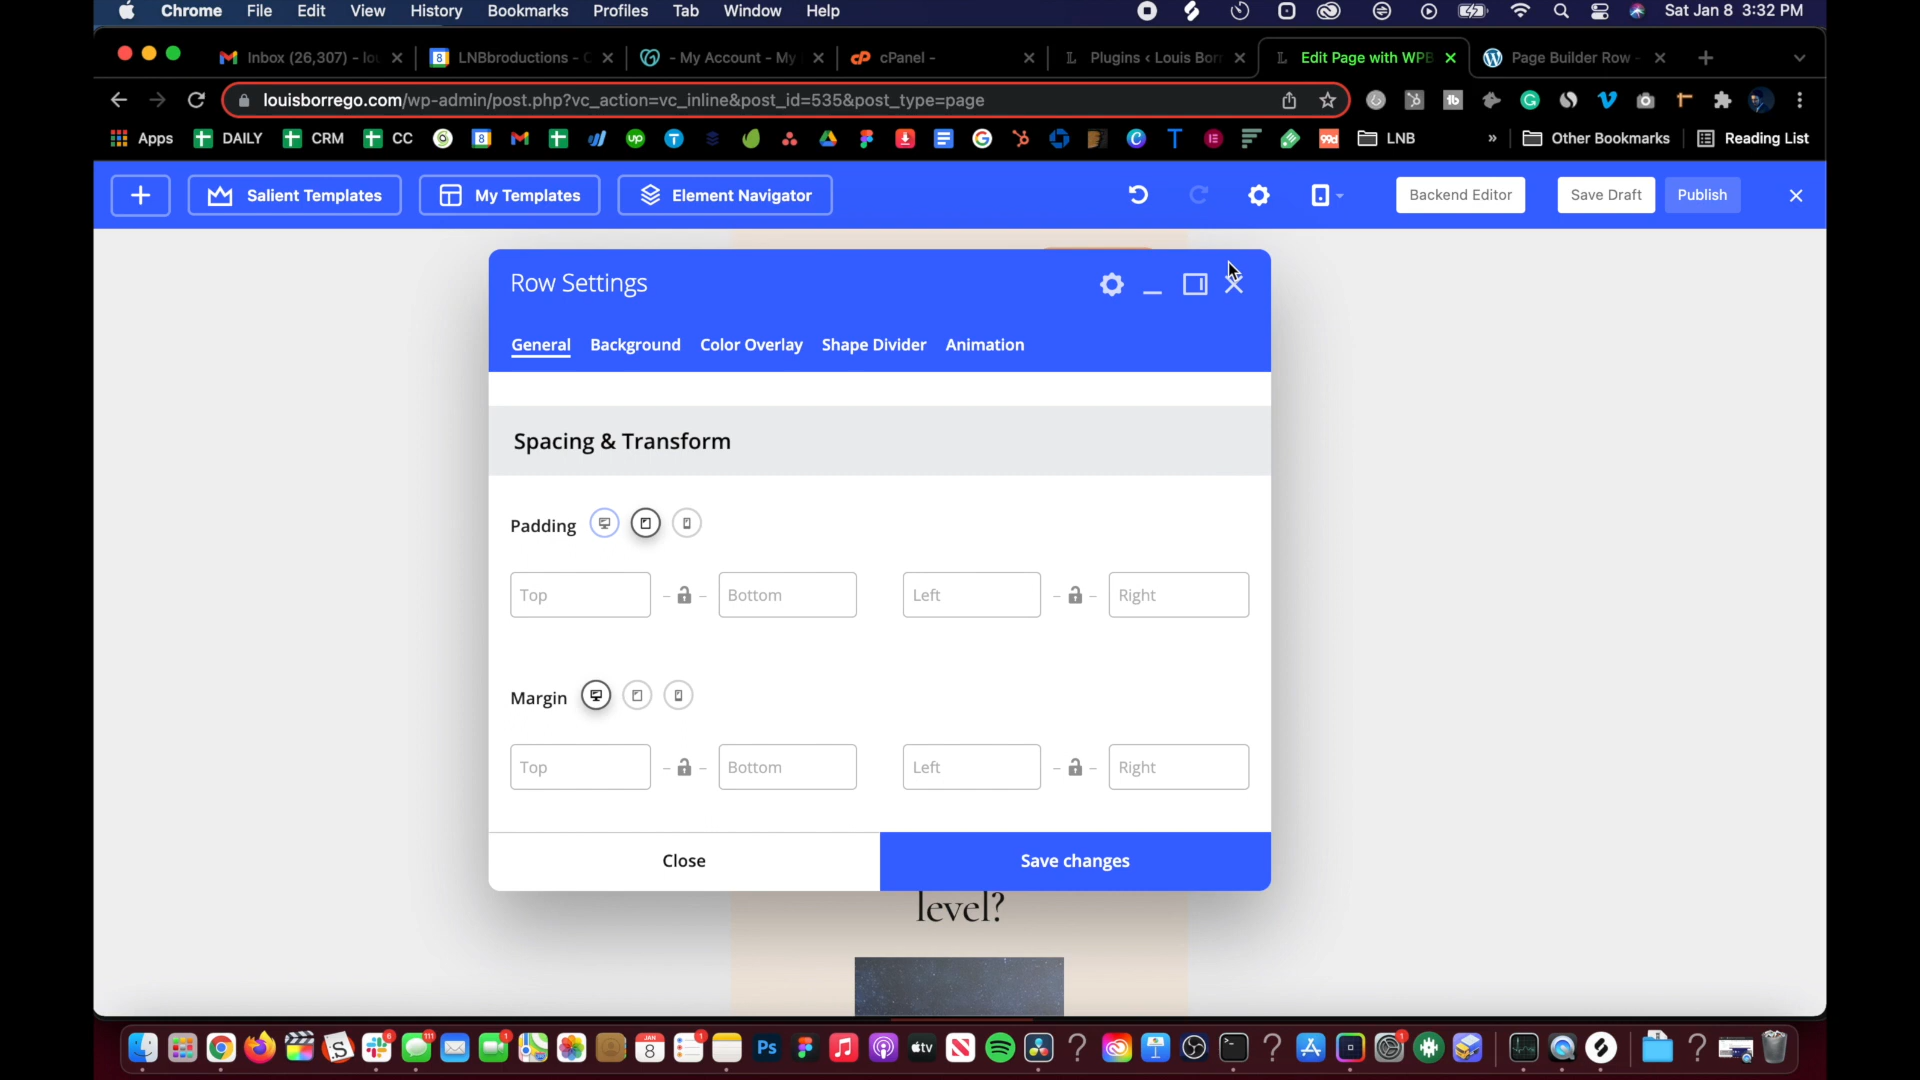 Chrome File Edit View History Bookmarks Profiles Tab Window Help Sat Jan 8 3:32 PM
Inbox (26,307) - lo LNBbroductions - C - My Account - My cPanel - Plugins < Louis Borr Edit Page with WPB Page Builder Row -
louisborrego.com/wp-admin/post.php?vc_action=vc_inline&post_id=535&post_type=page
Apps DAILY CRM CC LNB » Other Bookmarks Reading List
Salient Templates My Templates Element Navigator Backend Editor Save Draft Publish
Row Settings
General Background Color Overlay Shape Divider Animation
Spacing & Transform
Padding
Top Bottom Left Right
Margin
Top Bottom Left Right
Close Save changes
level?